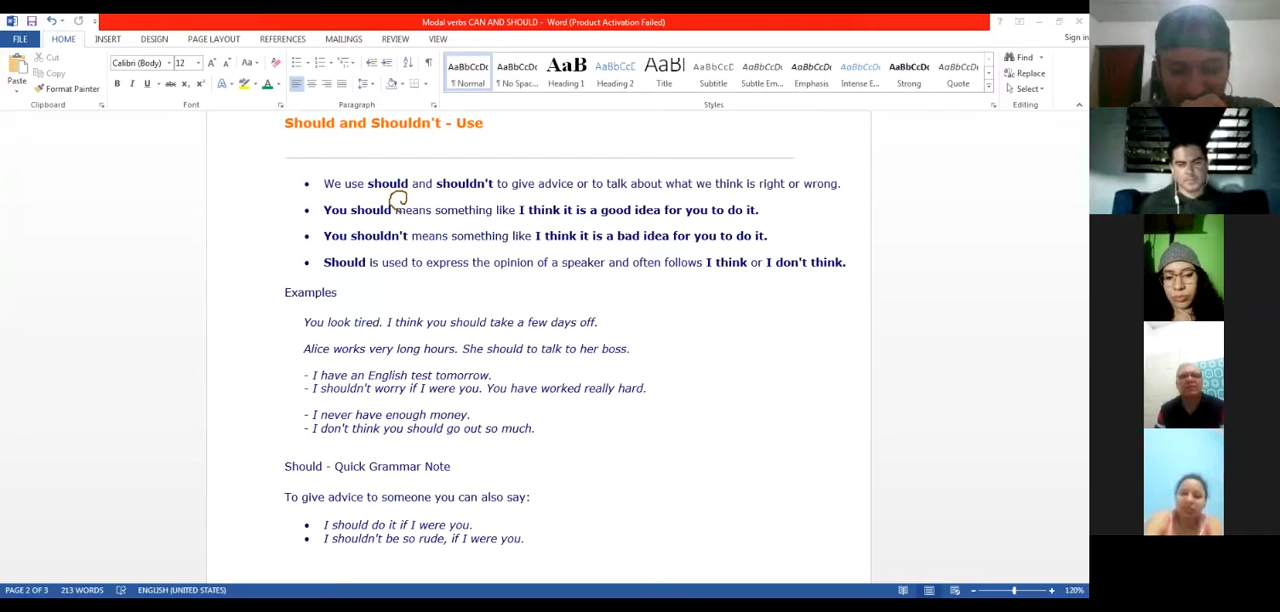 Modal verbs CAN AND SHOULD - Word (Product Activation Failed)
FILE HOME INSERT DESIGN PAGE LAYOUT REFERENCES MAILINGS REVIEW VIEW Sign in
Paste
Cut
Copy
Format Painter
Calibri (Body) 12
AaBbCcDc AaBbCcDc AaB AaBbCcDc AaBl AaBbCcDc AaBbCcDc AaBbCcDc AaBbCcDc AaBbCcDc AaBbCcDc
¶ Normal ¶ No Spac... Heading 1 Heading 2 Title Subtitle Subtle Em... Emphasis Intense E... Strong Quote
Find
Replace
Select
Clipboard Font Paragraph Styles Editing
Should and Shouldn't - Use
• We use should and shouldn't to give advice or to talk about what we think is right or wrong.
• You should means something like I think it is a good idea for you to do it.
• You shouldn't means something like I think it is a bad idea for you to do it.
• Should is used to express the opinion of a speaker and often follows I think or I don't think.
Examples
You look tired. I think you should take a few days off.
Alice works very long hours. She should to talk to her boss.
- I have an English test tomorrow.
- I shouldn't worry if I were you. You have worked really hard.
- I never have enough money.
- I don't think you should go out so much.
Should - Quick Grammar Note
To give advice to someone you can also say:
• I should do it if I were you.
• I shouldn't be so rude, if I were you.
PAGE 2 OF 3 213 WORDS ENGLISH (UNITED STATES) 120%